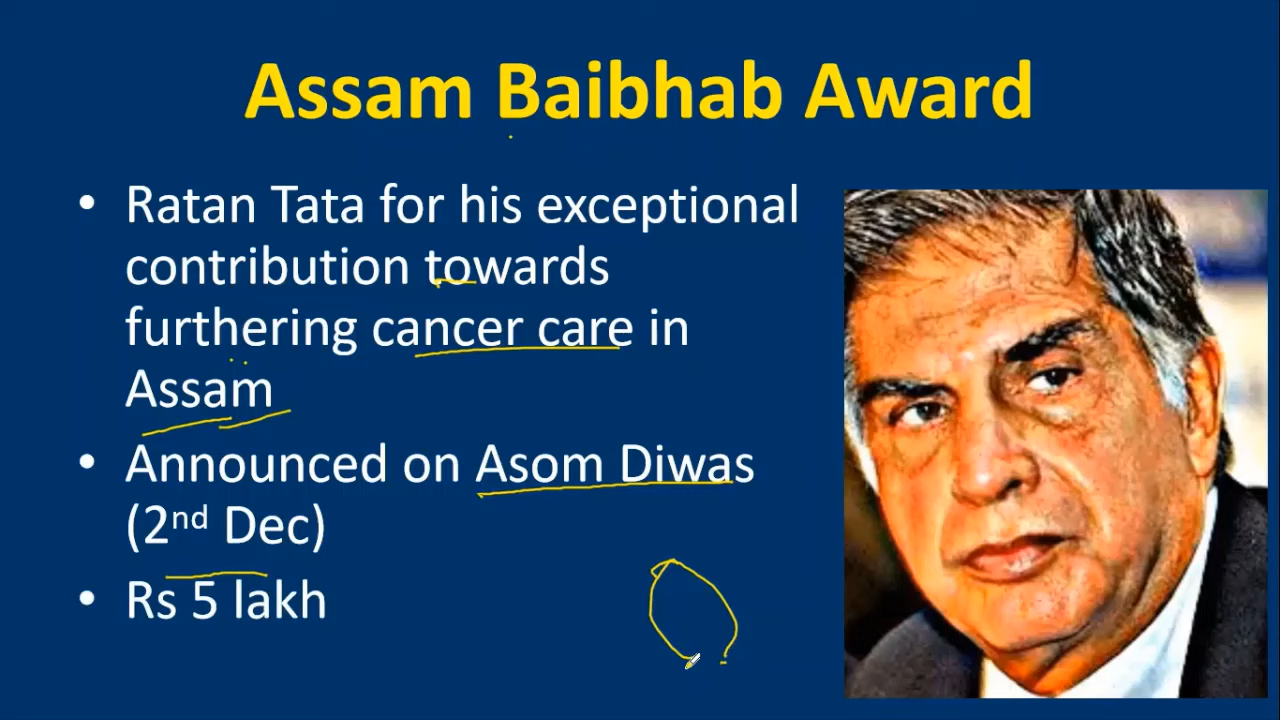 Assam Baibhab Award
• Ratan Tata for his exceptional
contribution towards
furthering cancer care in
Assam
• Announced on Asom Diwas
(2nd Dec)
• Rs 5 lakh